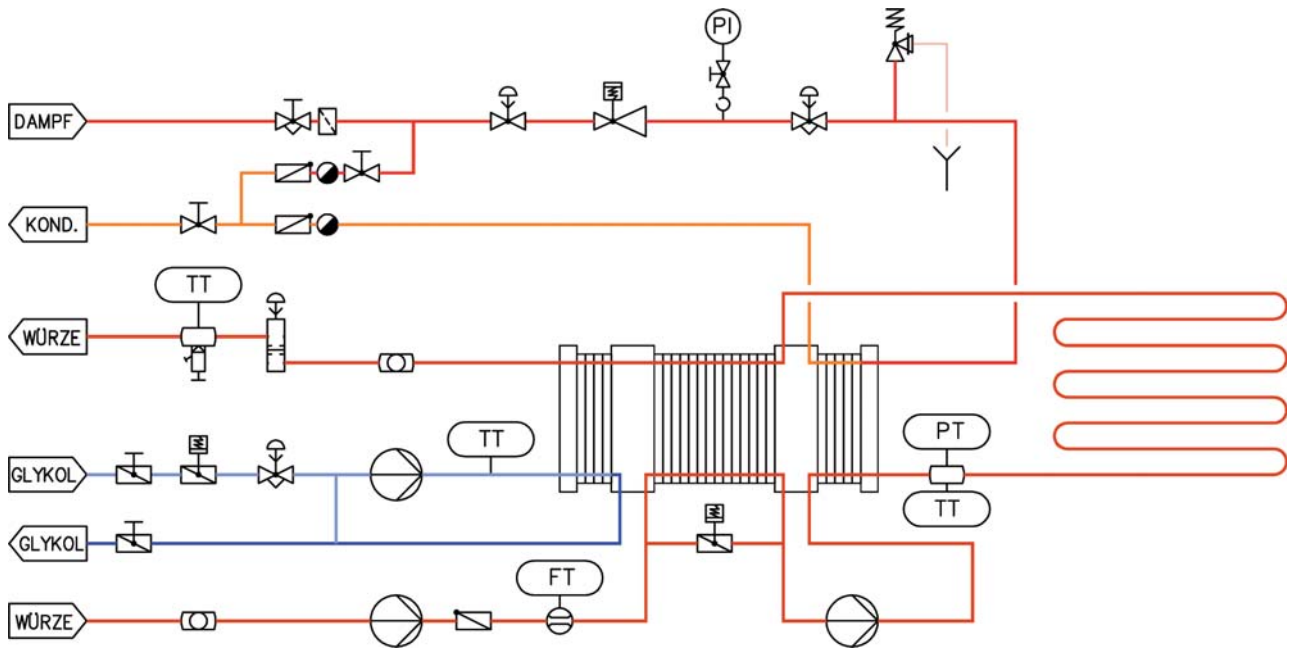 PI
DAMPF
KOND.
TT
WÜRZE
PT
TT
GLYKOL
TT
GLYKOL
FT
WÜRZE